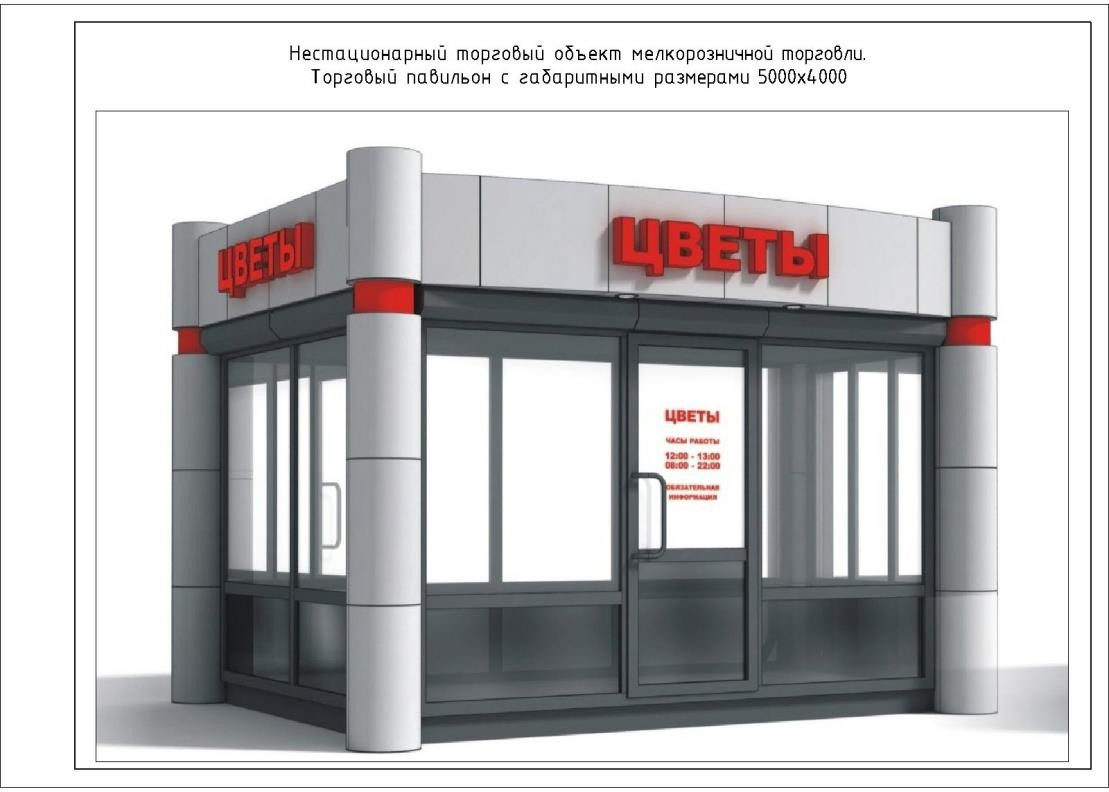 Нестационарный торговый объект мелкорозничной торговли.
Торговый павильон с габаритными размерами 5000х4000
ЦВЕТЫ
ЦВЕТЫ
ЦВЕТЫ
ЧАСЫ РАБОТЫ
12:00 - 13:00
08:00 - 22:00
ОБЯЗАТЕЛЬНАЯ
ИНФОРМАЦИЯ